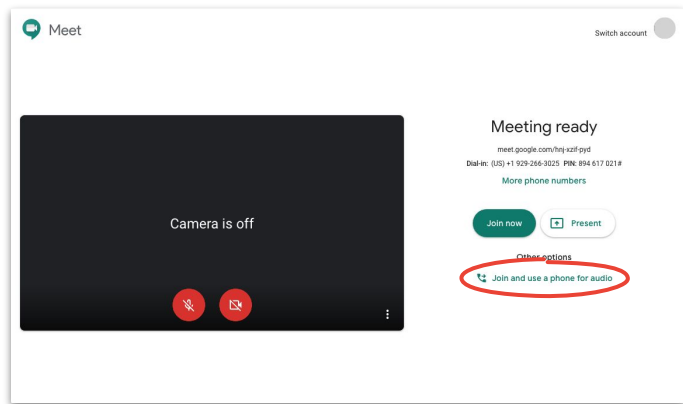 Meet
Switch account
Camera is off
Meeting ready
meet.google.com/hnj-xzif-pyd
Dial-in: (US) +1 929-266-3025 PIN: 894 617 021#
More phone numbers
Join now
Present
Other options
Join and use a phone for audio